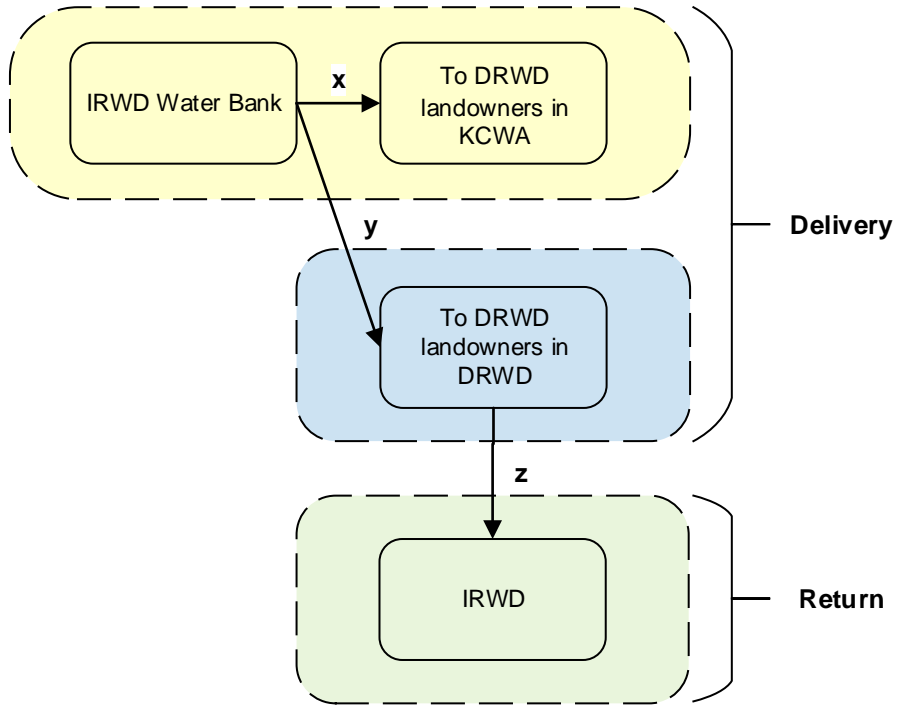 IRWD Water Bank
x
To DRWD
landowners in
KCWA
y
Delivery
To DRWD
landowners in
DRWD
z
IRWD
Return